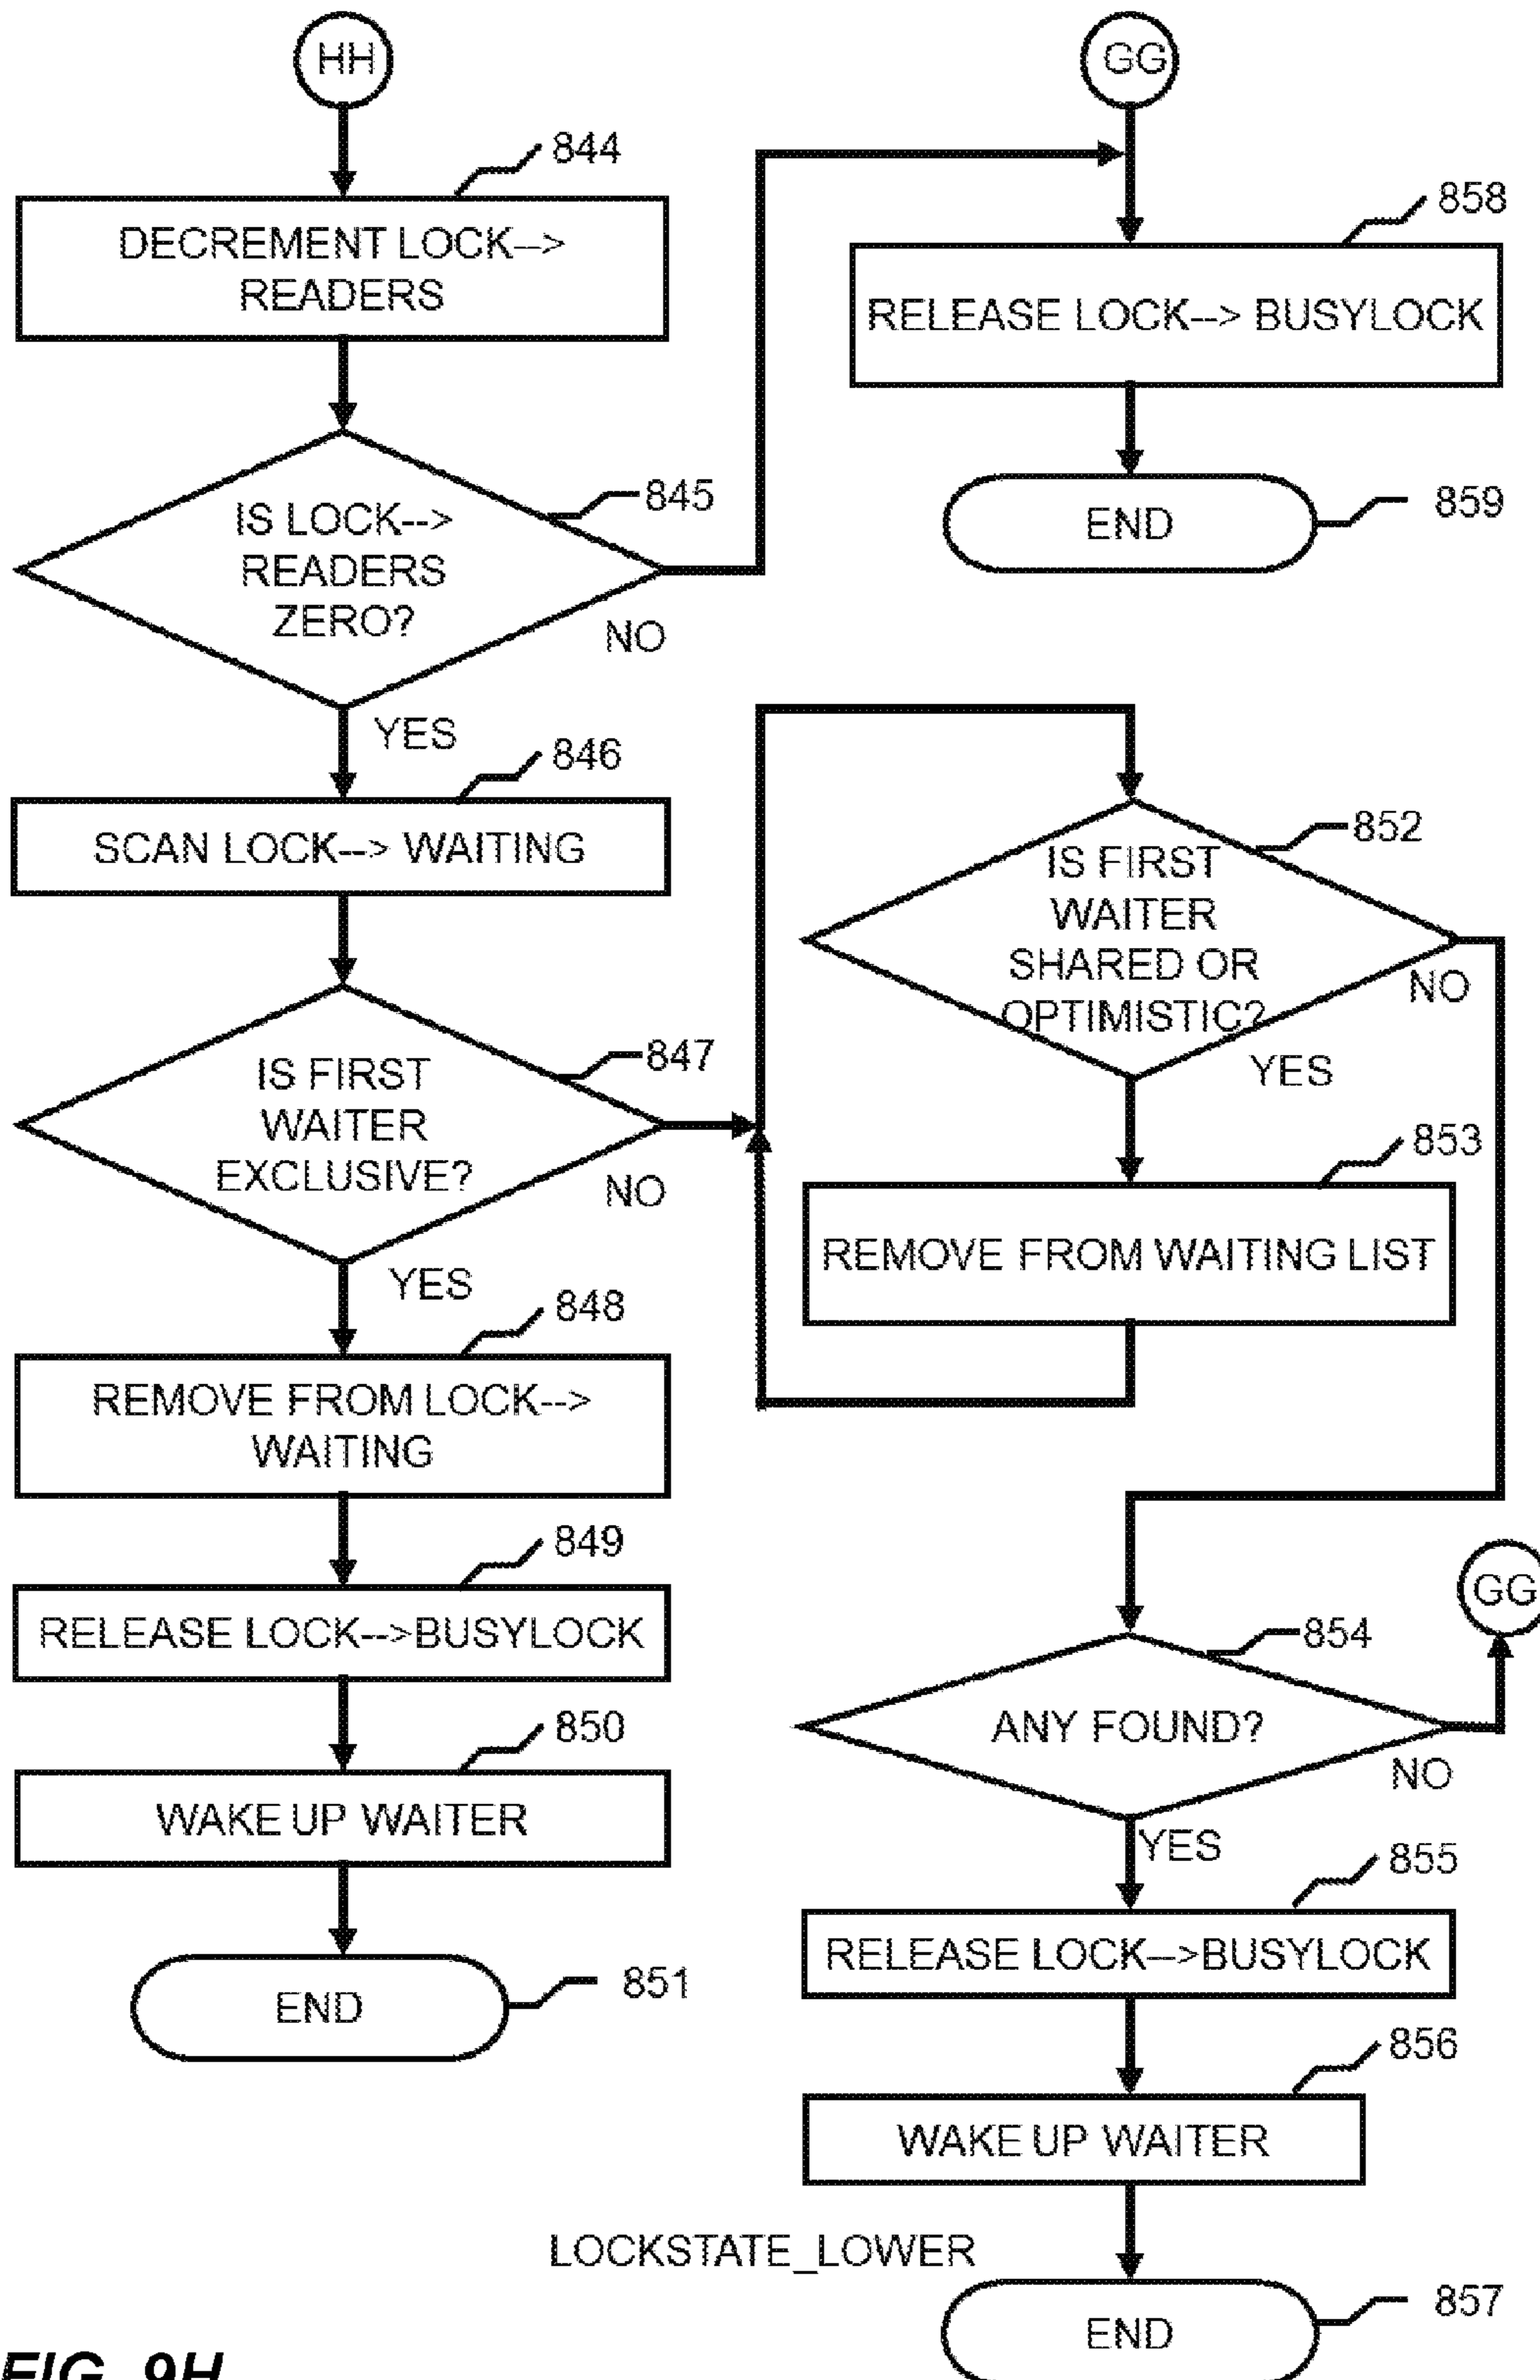 HH
844
DECREMENT LOCK-->
READERS
845
IS LOCK-->
READERS
ZERO?
NO
YES
846
SCAN LOCK--> WAITING
847
IS FIRST
WAITER
EXCLUSIVE?
NO
YES
848
REMOVE FROM LOCK-->
WAITING
849
RELEASE LOCK-->BUSYLOCK
850
WAKE UP WAITER
END
851
GG
858
RELEASE LOCK--> BUSYLOCK
END
859
852
IS FIRST
WAITER
SHARED OR
OPTIMISTIC?
NO
YES
853
REMOVE FROM WAITING LIST
GG
854
ANY FOUND?
NO
YES
855
RELEASE LOCK-->BUSYLOCK
856
WAKE UP WAITER
LOCKSTATE_LOWER
END
857
FIG. 9H